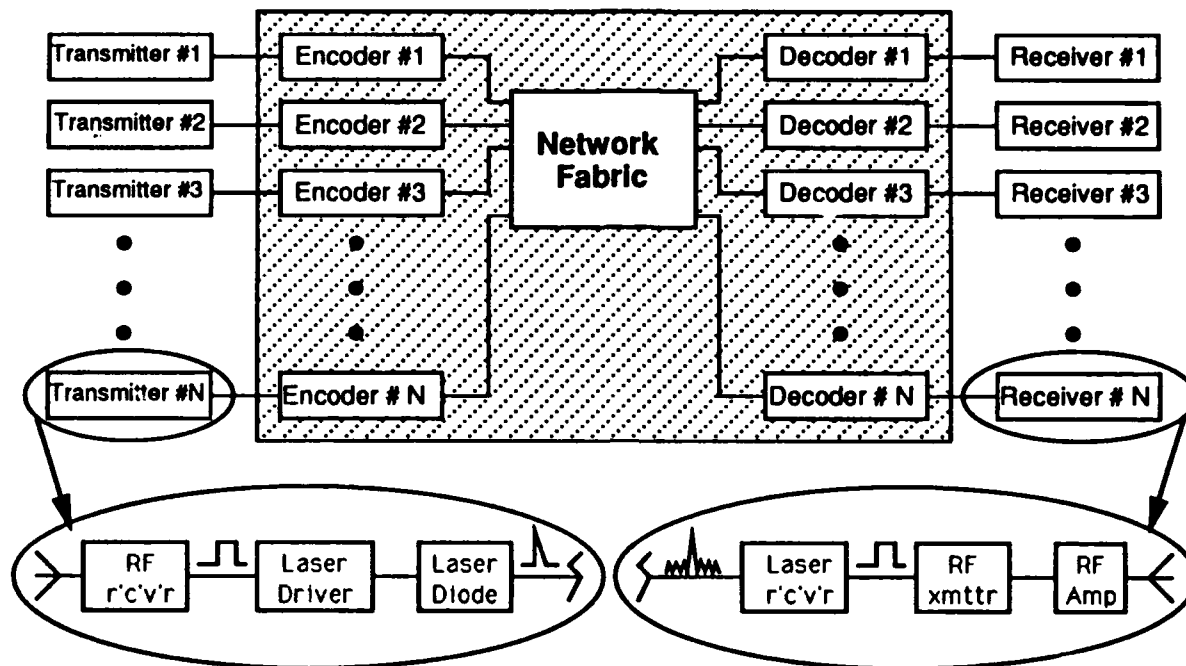 Transmitter #1
Encoder #1
Decoder #1
Receiver #1
Transmitter #2
Encoder #2
Network
Fabric
Decoder #2
Receiver #2
Transmitter #3
Encoder #3
Decoder #3
Receiver #3
Transmitter #N
Encoder # N
Decoder # N
Receiver # N
RF
r'c'v'r
Laser
Driver
Laser
Diode
Laser
r'c'v'r
RF
xmttr
RF
Amp